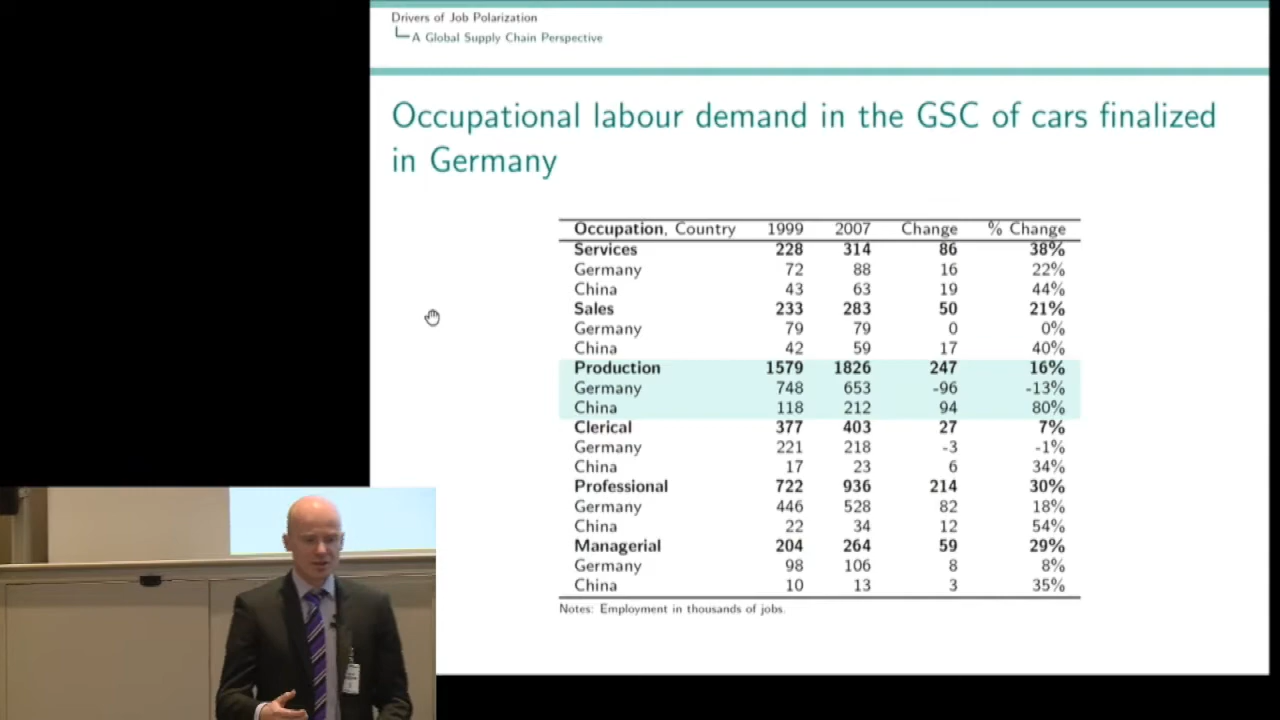 Drivers of Job Polarization
A Global Supply Chain Perspective
Occupational labour demand in the GSC of cars finalized
in Germany
Occupation, Country 1999 2007 Change % Change
Services 228 314 86 38%
Germany 72 88 16 22%
China 43 63 19 44%
Sales 233 283 50 21%
Germany 79 79 0 0%
China 42 59 17 40%
Production 1579 1826 247 16%
Germany 748 653 -96 -13%
China 118 212 94 80%
Clerical 377 403 27 7%
Germany 221 218 -3 -1%
China 17 23 6 34%
Professional 722 936 214 30%
Germany 446 528 82 18%
China 22 34 12 54%
Managerial 204 264 59 29%
Germany 98 106 8 8%
China 10 13 3 35%
Notes: Employment in thousands of jobs.